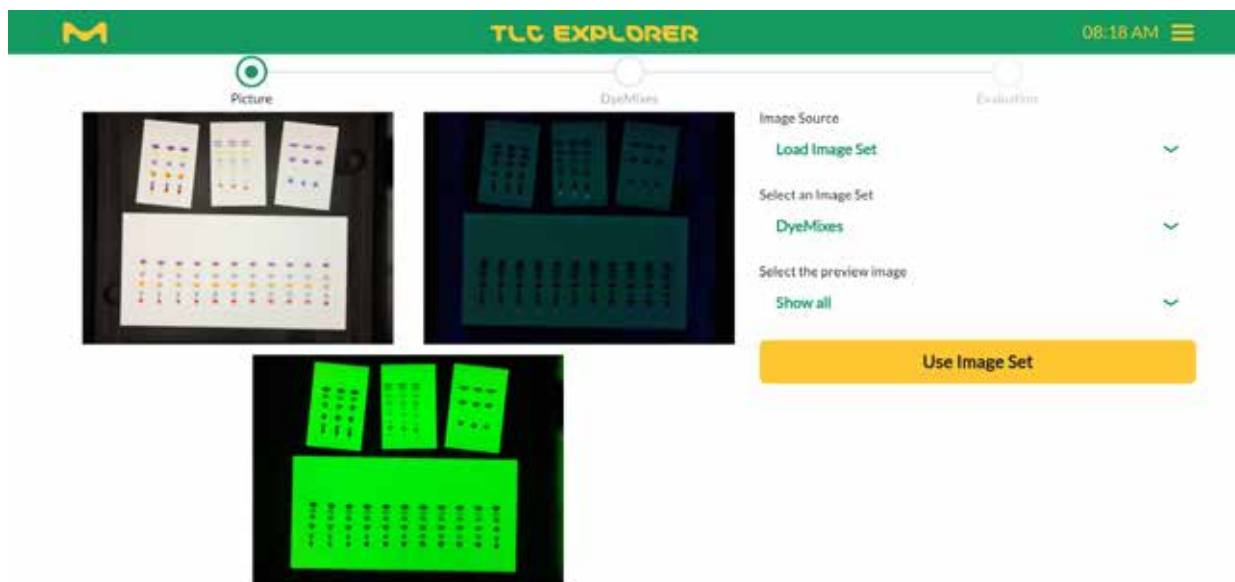 TLC EXPLORER
08:18 AM
Picture
DyeMixes
Evaluation
Image Source
Load Image Set
Select an Image Set
DyeMixes
Select the preview image
Show all
Use Image Set